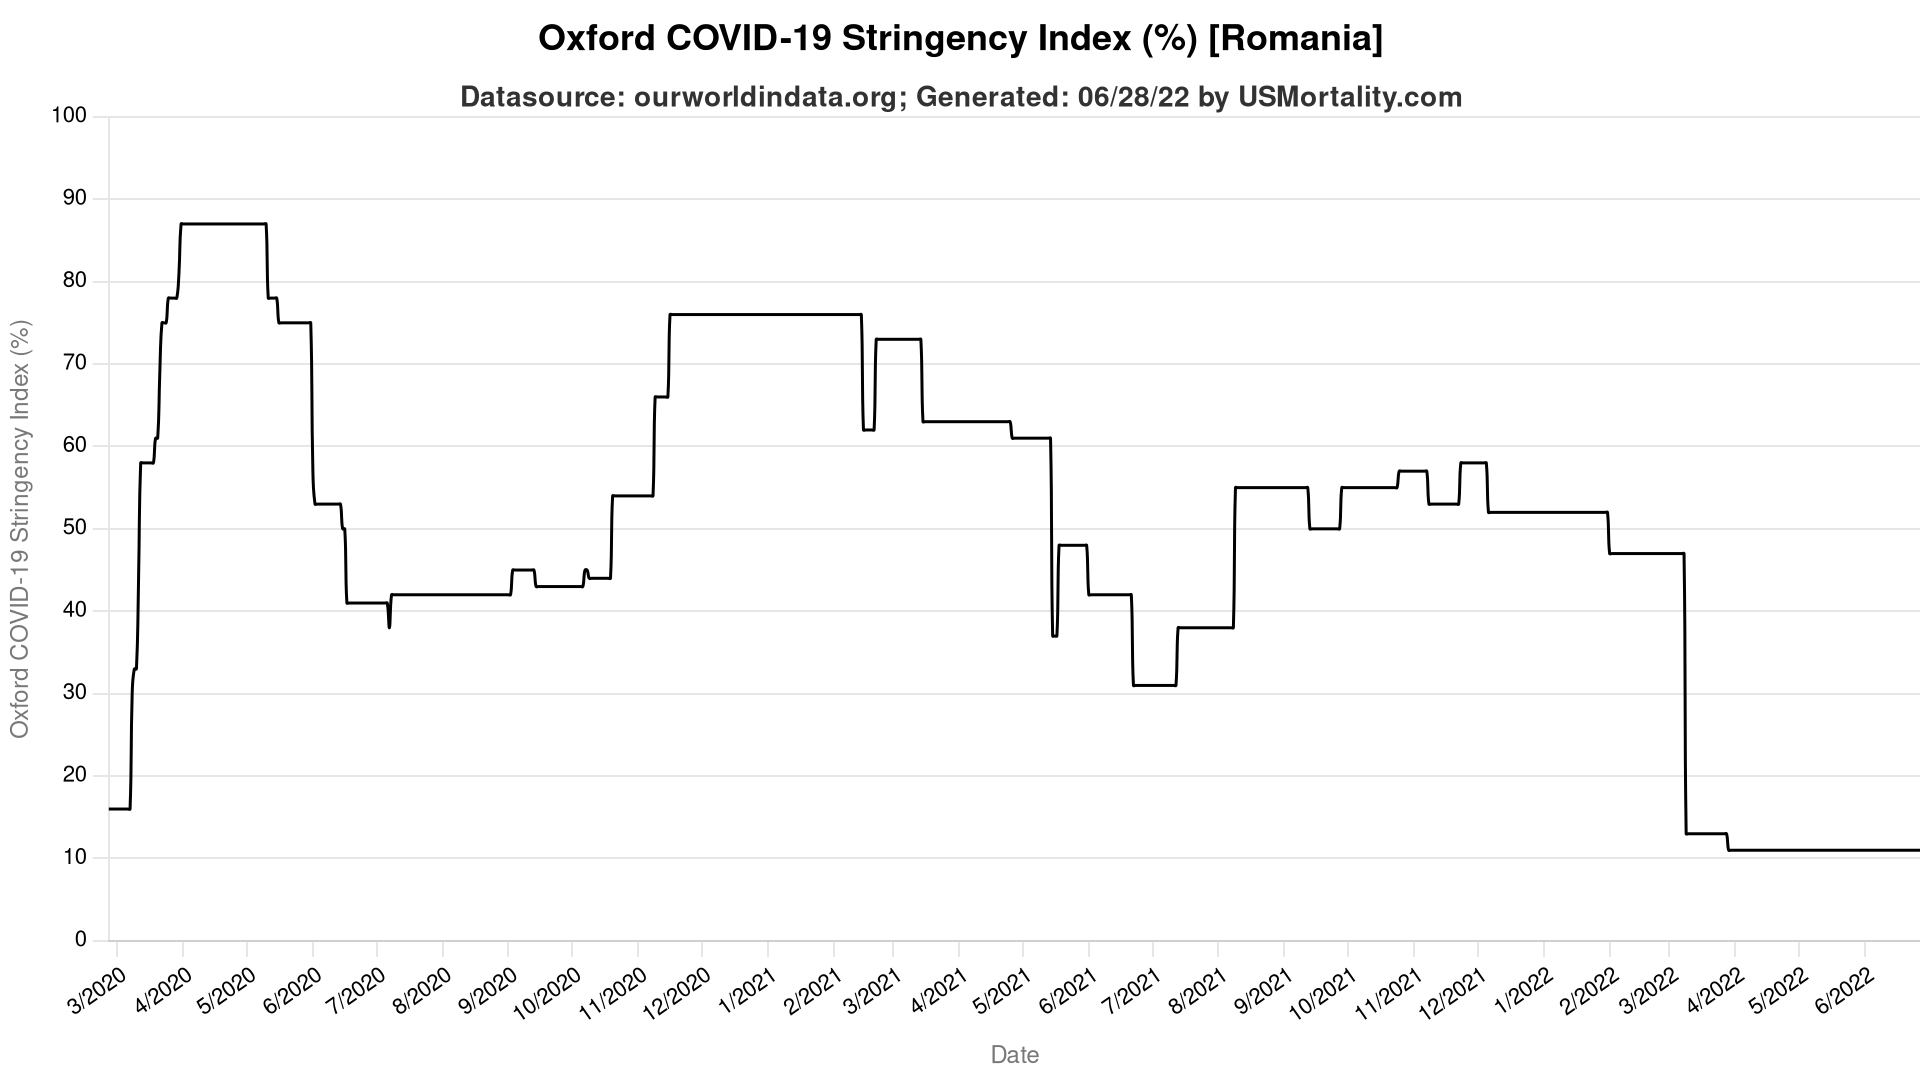 Oxford COVID-19 Stringency Index (%) [Romania]
Datasource: ourworldindata.org; Generated: 06/28/22 by USMortality.com
Oxford COVID-19 Stringency Index (%)
100
90
80
70
60
50
40
30
20
10
0
3/2020 4/2020 5/2020 6/2020 7/2020 8/2020 9/2020 10/2020 11/2020 12/2020 1/2021 2/2021 3/2021 4/2021 5/2021 6/2021 7/2021 8/2021 9/2021 10/2021 11/2021 12/2021 1/2022 2/2022 3/2022 4/2022 5/2022 6/2022
Date